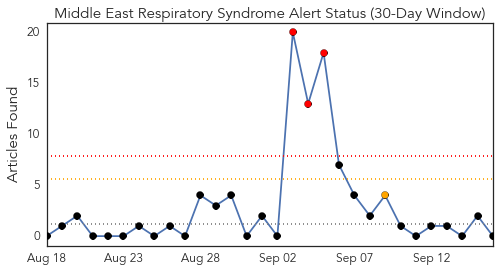 Middle East Respiratory Syndrome Alert Status (30-Day Window)
Articles Found
20
15
10
5
0
Aug 18 Aug 23 Aug 28 Sep 02 Sep 07 Sep 12